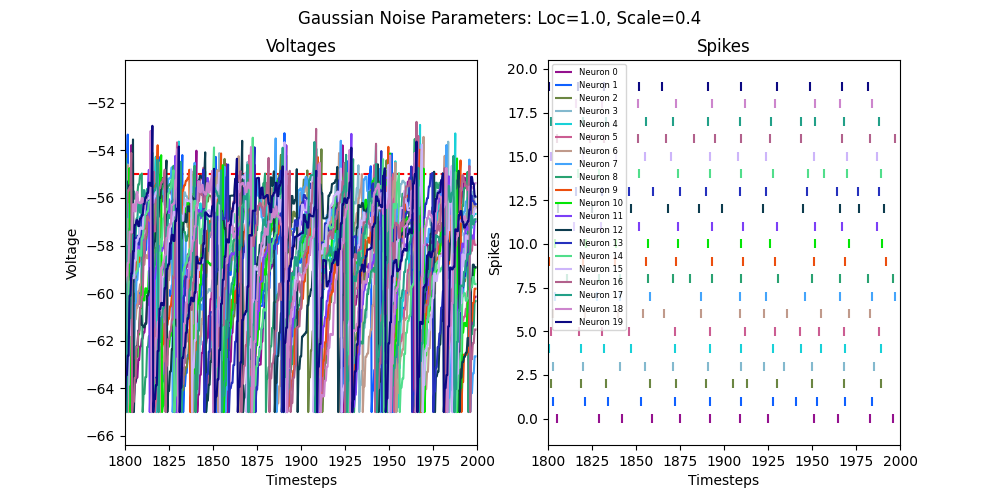 Gaussian Noise Parameters: Loc=1.0, Scale=0.4
Voltages
Voltage
−52
−54
−56
−58
−60
−62
−64
−66
1800 1825 1850 1875 1900 1925 1950 1975 2000
Timesteps
Spikes
Spikes
20.0
17.5
15.0
12.5
10.0
7.5
5.0
2.5
0.0
Neuron 0
Neuron 1
Neuron 2
Neuron 3
Neuron 4
Neuron 5
Neuron 6
Neuron 7
Neuron 8
Neuron 9
Neuron 10
Neuron 11
Neuron 12
Neuron 13
Neuron 14
Neuron 15
Neuron 16
Neuron 17
Neuron 18
Neuron 19
1800 1825 1850 1875 1900 1925 1950 1975 2000
Timesteps